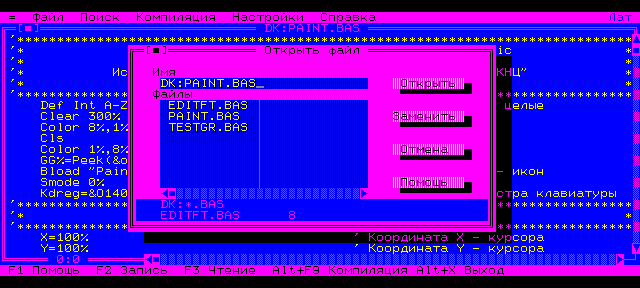 ≡ Файл Поиск Компиляция Настройки Справка Лат
[■] DK:PAINT.BAS
'****************************************************************
[■] Открыть файл
'* ic
'*
'* Ис КНЦ"
'****************************************************************
Имя
DK:PAINT.BAS_
Файлы
EDITFT.BAS
PAINT.BAS
TESTGR.BAS
Открыть
Заменить
Отмена
Помощь
DK:*.BAS
EDITFT.BAS 8
Def Int A-Z целые
Clear 300%
Color 8%,1%
Cls
Color 1%,8%
GG%=Peek(&o
Bload "Pain - икон
Smode 0%
Kdreg=&O140 стра клавиатуры
X=100% ' Координата X - курсора
Y=100% ' Координата Y - курсора
0:0
F1 Помощь F2 Запись F3 Чтение Alt+F9 Компиляция Alt+X Выход